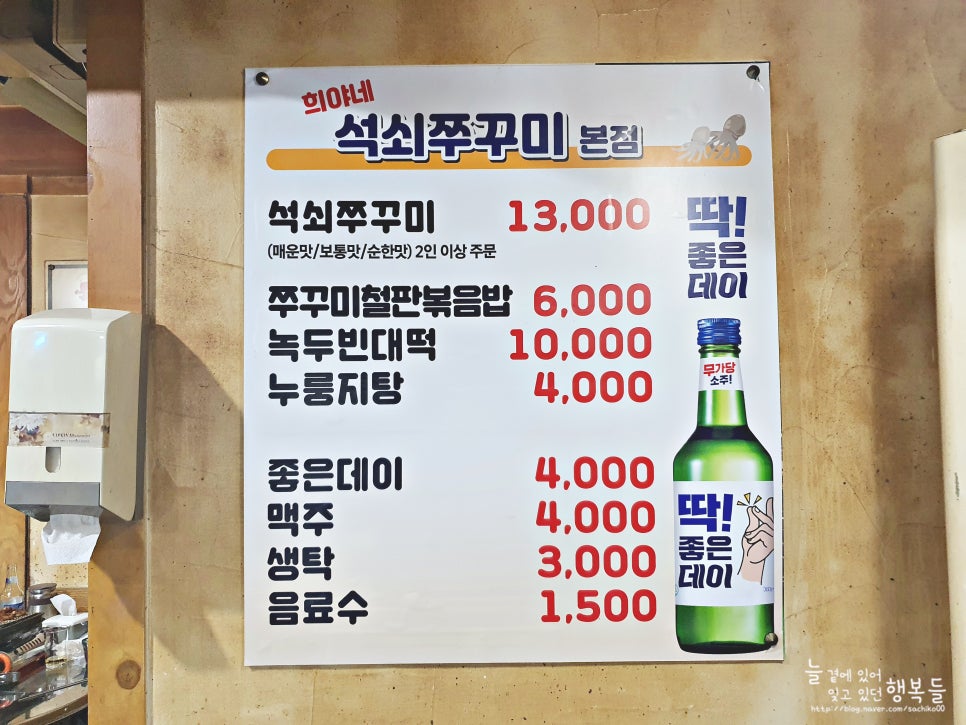 희야네
석쇠쭈꾸미 본점
석쇠쭈꾸미 13,000
(매운맛/보통맛/순한맛) 2인 이상 주문
쭈꾸미철판볶음밥 6,000
녹두빈대떡 10,000
누룽지탕 4,000
좋은데이 4,000
맥주 4,000
생탁 3,000
음료수 1,500
딱!
좋은
데이
무가당
소주!
딱!
좋은
데이
늘 곁에 있어
잊고 있던 행복들
http://blog.naver.com/sachiko00